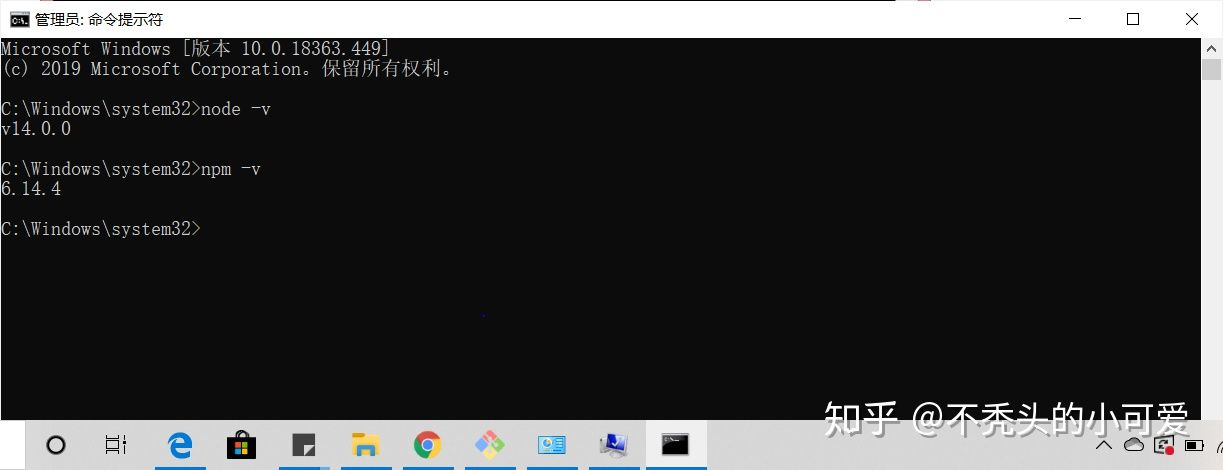 管理员: 命令提示符
Microsoft Windows [版本 10.0.18363.449]
(c) 2019 Microsoft Corporation。保留所有权利。
C:\Windows\system32>node -v
v14.0.0
C:\Windows\system32>npm -v
6.14.4
C:\Windows\system32>
知乎 @不秃头的小可爱